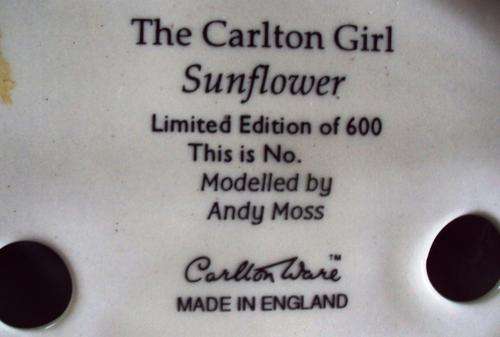 The Carlton Girl
Sunflower
Limited Edition of 600
This is No.
Modelled by
Andy Moss
Carlton Ware™
MADE IN ENGLAND